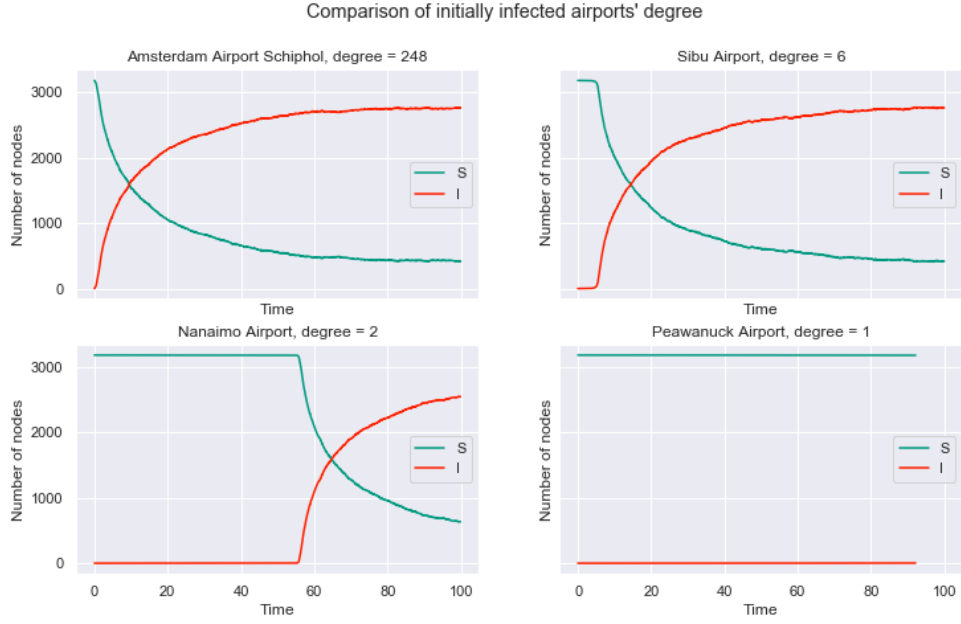 Comparison of initially infected airports' degree
Amsterdam Airport Schiphol, degree = 248
Number of nodes
3000
2000
1000
0
S
I
Time
Sibu Airport, degree = 6
Number of nodes
S
I
Time
Nanaimo Airport, degree = 2
Number of nodes
3000
2000
1000
0
S
I
0 20 40 60 80 100
Time
Peawanuck Airport, degree = 1
Number of nodes
S
I
0 20 40 60 80 100
Time